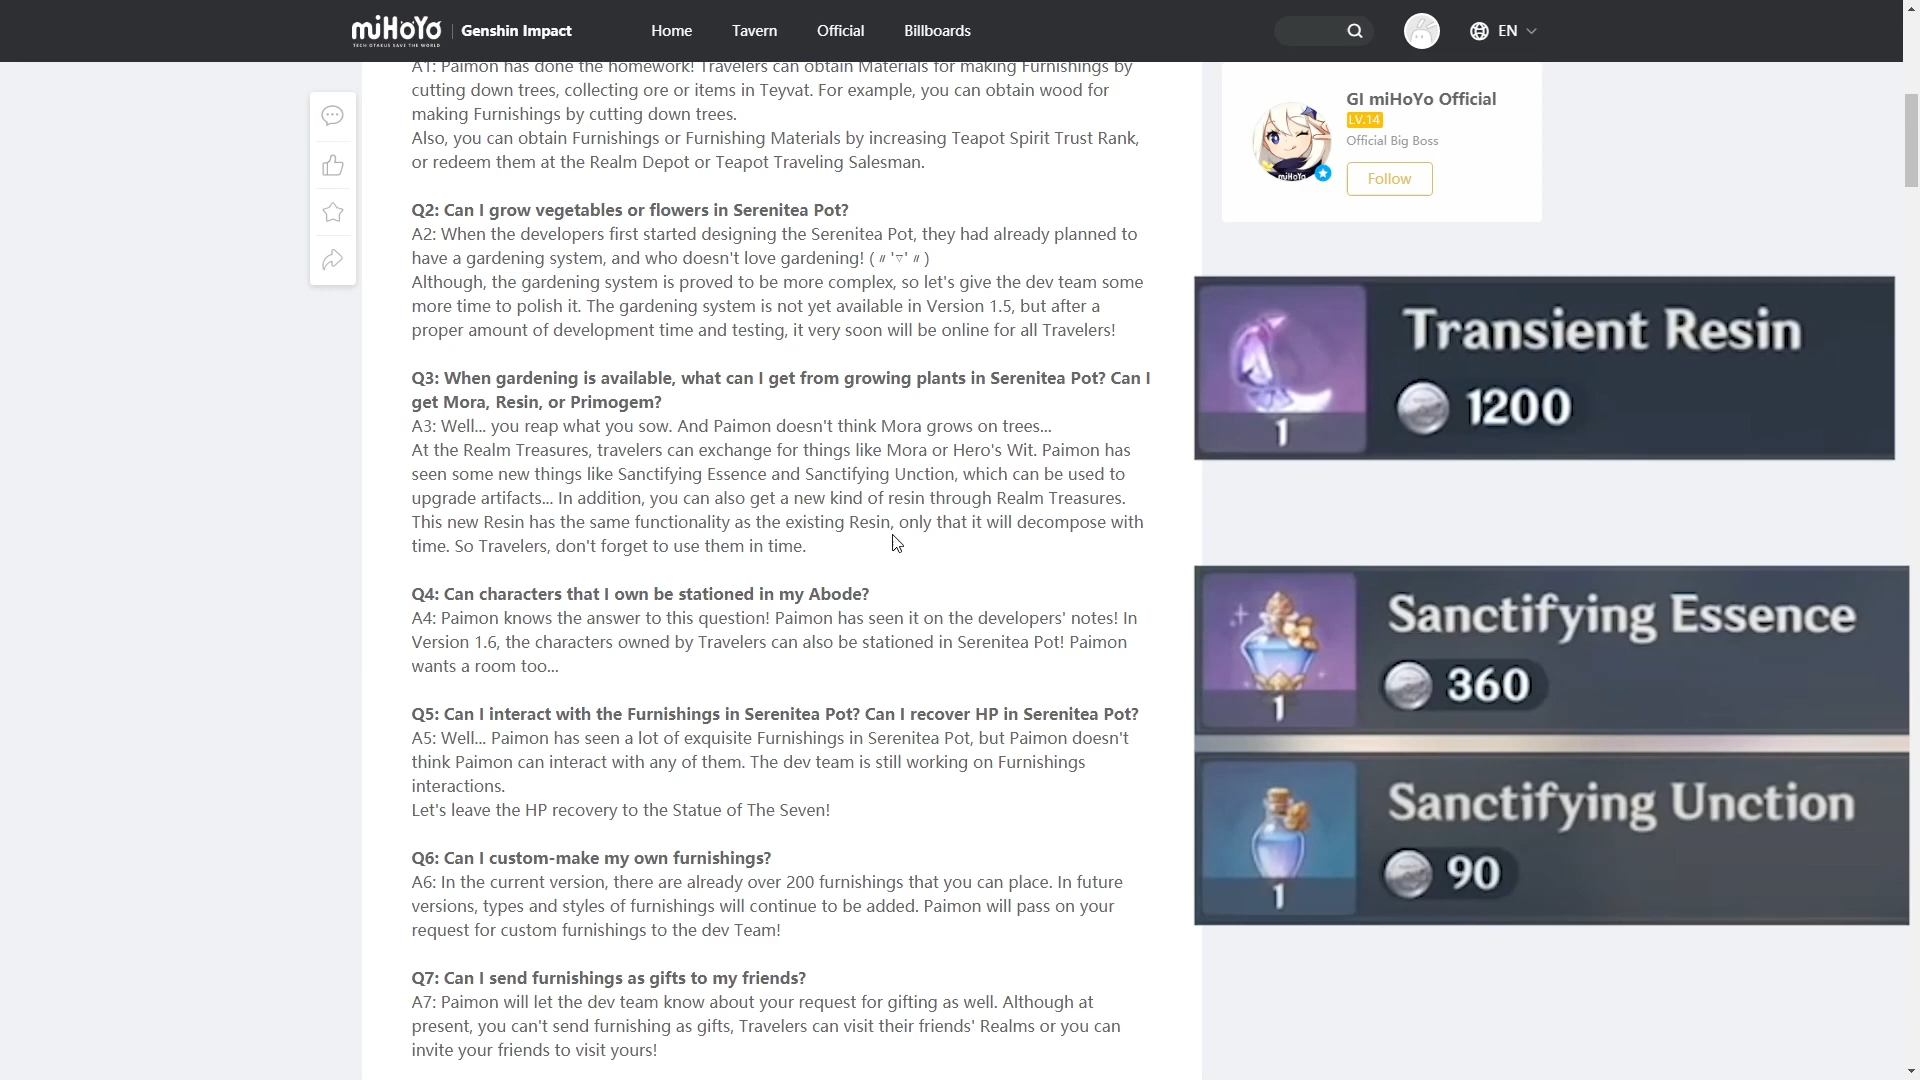 miHoYo
TECH OTAKUS SAVE THE WORLD
Genshin Impact
Home
Tavern
Official
Billboards
EN
A1: Paimon has done the homework! Travelers can obtain Materials for making Furnishings by
cutting down trees, collecting ore or items in Teyvat. For example, you can obtain wood for
making Furnishings by cutting down trees.
Also, you can obtain Furnishings or Furnishing Materials by increasing Teapot Spirit Trust Rank,
or redeem them at the Realm Depot or Teapot Traveling Salesman.
Q2: Can I grow vegetables or flowers in Serenitea Pot?
A2: When the developers first started designing the Serenitea Pot, they had already planned to
have a gardening system, and who doesn't love gardening! (〃'▽'〃)
Although, the gardening system is proved to be more complex, so let's give the dev team some
more time to polish it. The gardening system is not yet available in Version 1.5, but after a
proper amount of development time and testing, it very soon will be online for all Travelers!
Q3: When gardening is available, what can I get from growing plants in Serenitea Pot? Can I
get Mora, Resin, or Primogem?
A3: Well... you reap what you sow. And Paimon doesn't think Mora grows on trees...
At the Realm Treasures, travelers can exchange for things like Mora or Hero's Wit. Paimon has
seen some new things like Sanctifying Essence and Sanctifying Unction, which can be used to
upgrade artifacts... In addition, you can also get a new kind of resin through Realm Treasures.
This new Resin has the same functionality as the existing Resin, only that it will decompose with
time. So Travelers, don't forget to use them in time.
Q4: Can characters that I own be stationed in my Abode?
A4: Paimon knows the answer to this question! Paimon has seen it on the developers' notes! In
Version 1.6, the characters owned by Travelers can also be stationed in Serenitea Pot! Paimon
wants a room too...
Q5: Can I interact with the Furnishings in Serenitea Pot? Can I recover HP in Serenitea Pot?
A5: Well... Paimon has seen a lot of exquisite Furnishings in Serenitea Pot, but Paimon doesn't
think Paimon can interact with any of them. The dev team is still working on Furnishings
interactions.
Let's leave the HP recovery to the Statue of The Seven!
Q6: Can I custom-make my own furnishings?
A6: In the current version, there are already over 200 furnishings that you can place. In future
versions, types and styles of furnishings will continue to be added. Paimon will pass on your
request for custom furnishings to the dev Team!
Q7: Can I send furnishings as gifts to my friends?
A7: Paimon will let the dev team know about your request for gifting as well. Although at
present, you can't send furnishing as gifts, Travelers can visit their friends' Realms or you can
invite your friends to visit yours!
GI miHoYo Official
LV.14
Official Big Boss
miHoYo
Follow
Transient Resin
1200
1
Sanctifying Essence
360
1
Sanctifying Unction
90
1